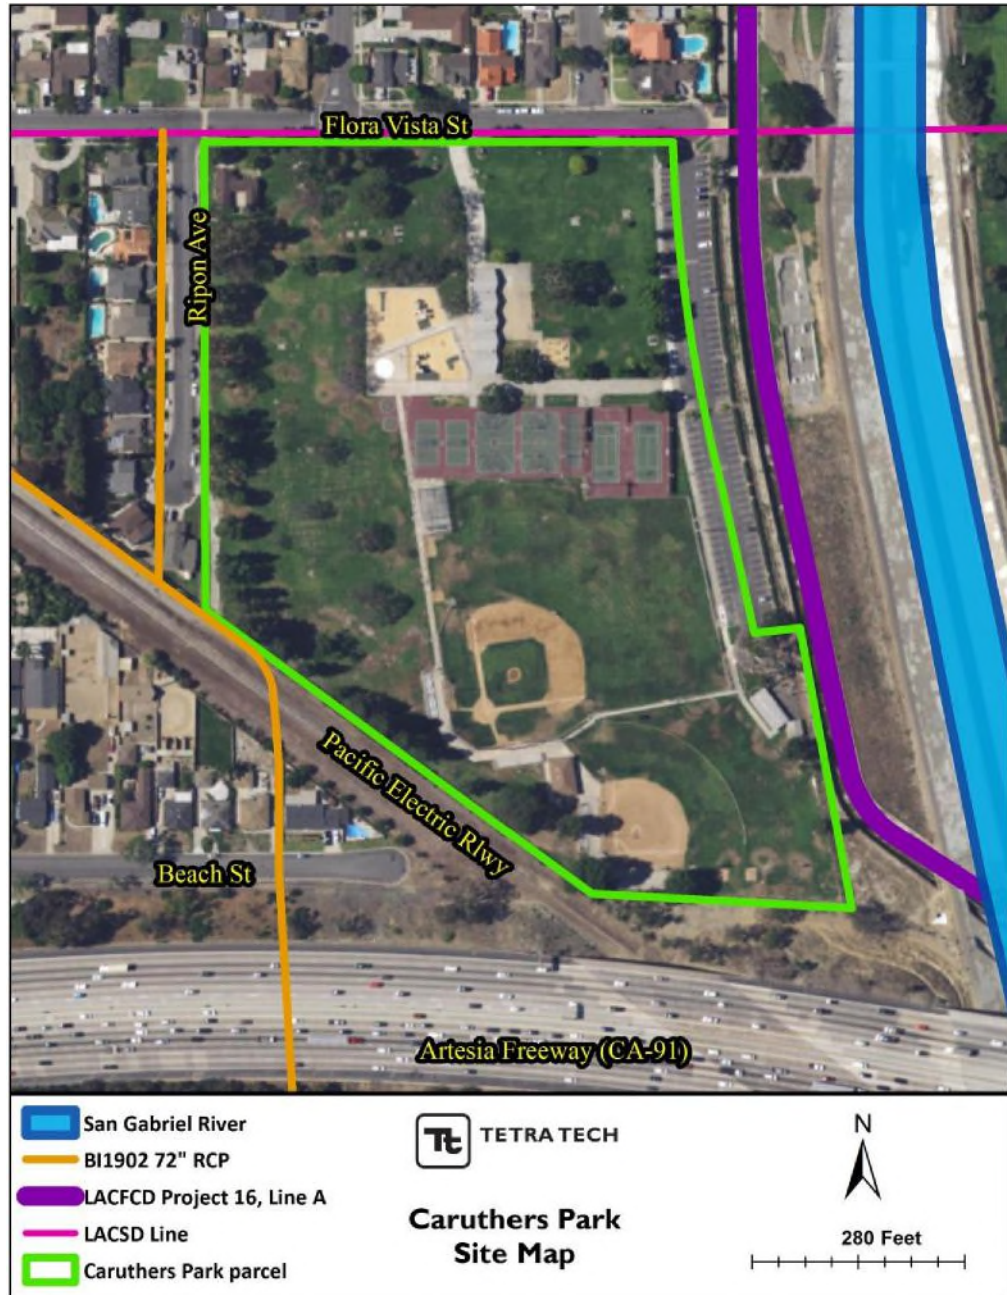 Flora Vista St
Ripon Ave
Pacific Electric Rlwy
Beach St
Artesia Freeway (CA-91)
San Gabriel River
BI1902 72" RCP
LACFCD Project 16, Line A
LACSD Line
Caruthers Park parcel
Tt TETRA TECH
Caruthers Park
Site Map
N
280 Feet